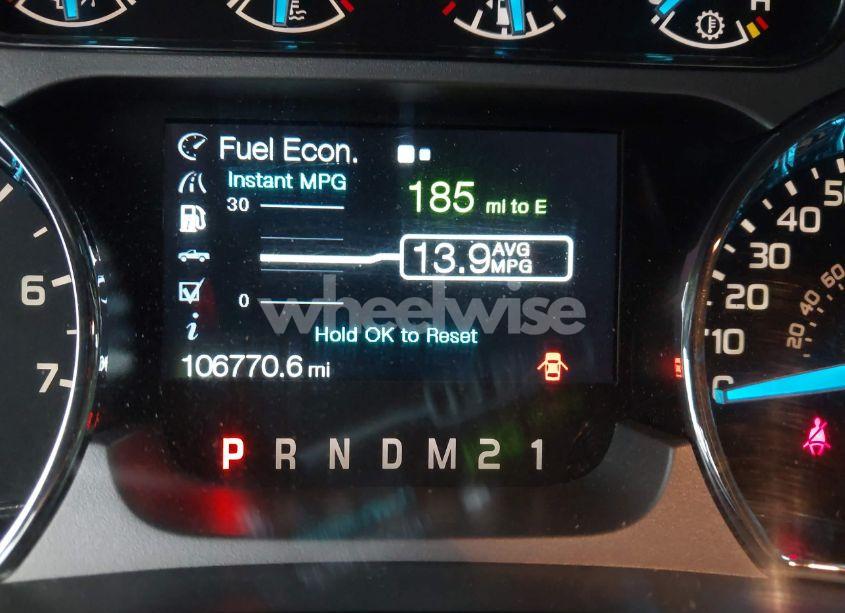 H
Fuel Econ.
Instant MPG
30
185 mi to E
13.9 AVG MPG
0
wheelwise
Hold OK to Reset
106770.6 mi
P R N D M 2 1
6
7
50
40
30
20
10
0
60
40
20